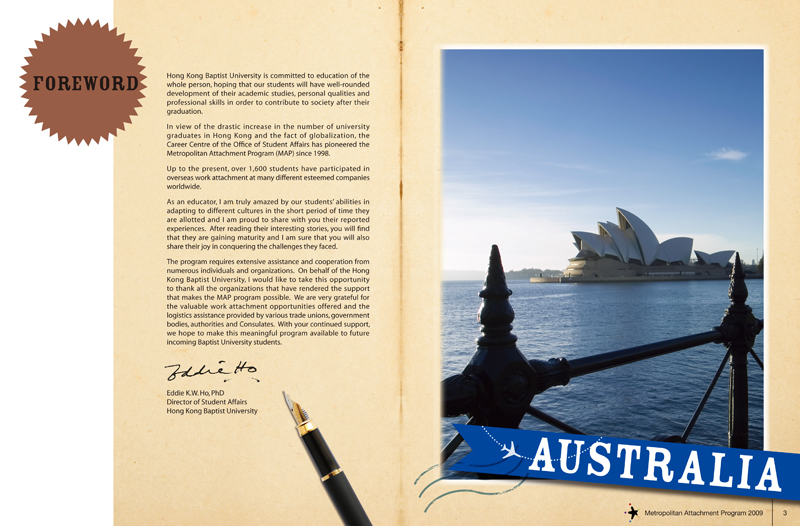 FOREWORD
Hong Kong Baptist University is committed to education of the
whole person, hoping that our students will have well-rounded
development of their academic studies, personal qualities and
professional skills in order to contribute to society after their
graduation.
In view of the drastic increase in the number of university
graduates in Hong Kong and the fact of globalization, the
Career Centre of the Office of Student Affairs has pioneered the
Metropolitan Attachment Program (MAP) since 1998.
Up to the present, over 1,600 students have participated in
overseas work attachment at many different esteemed companies
worldwide.
As an educator, I am truly amazed by our students' abilities in
adapting to different cultures in the short period of time they
are allotted and I am proud to share with you their reported
experiences. After reading their interesting stories, you will find
that they are gaining maturity and I am sure that you will also
share their joy in conquering the challenges they faced.
The program requires extensive assistance and cooperation from
numerous individuals and organizations. On behalf of the Hong
Kong Baptist University, I would like to take this opportunity
to thank all the organizations that have rendered the support
that makes the MAP program possible. We are very grateful for
the valuable work attachment opportunities offered and the
logistics assistance provided by various trade unions, government
bodies, authorities and Consulates. With your continued support,
we hope to make this meaningful program available to future
incoming Baptist University students.
Eddie Ho
Eddie K.W. Ho, PhD
Director of Student Affairs
Hong Kong Baptist University
AUSTRALIA
Metropolitan Attachment Program 2009 3